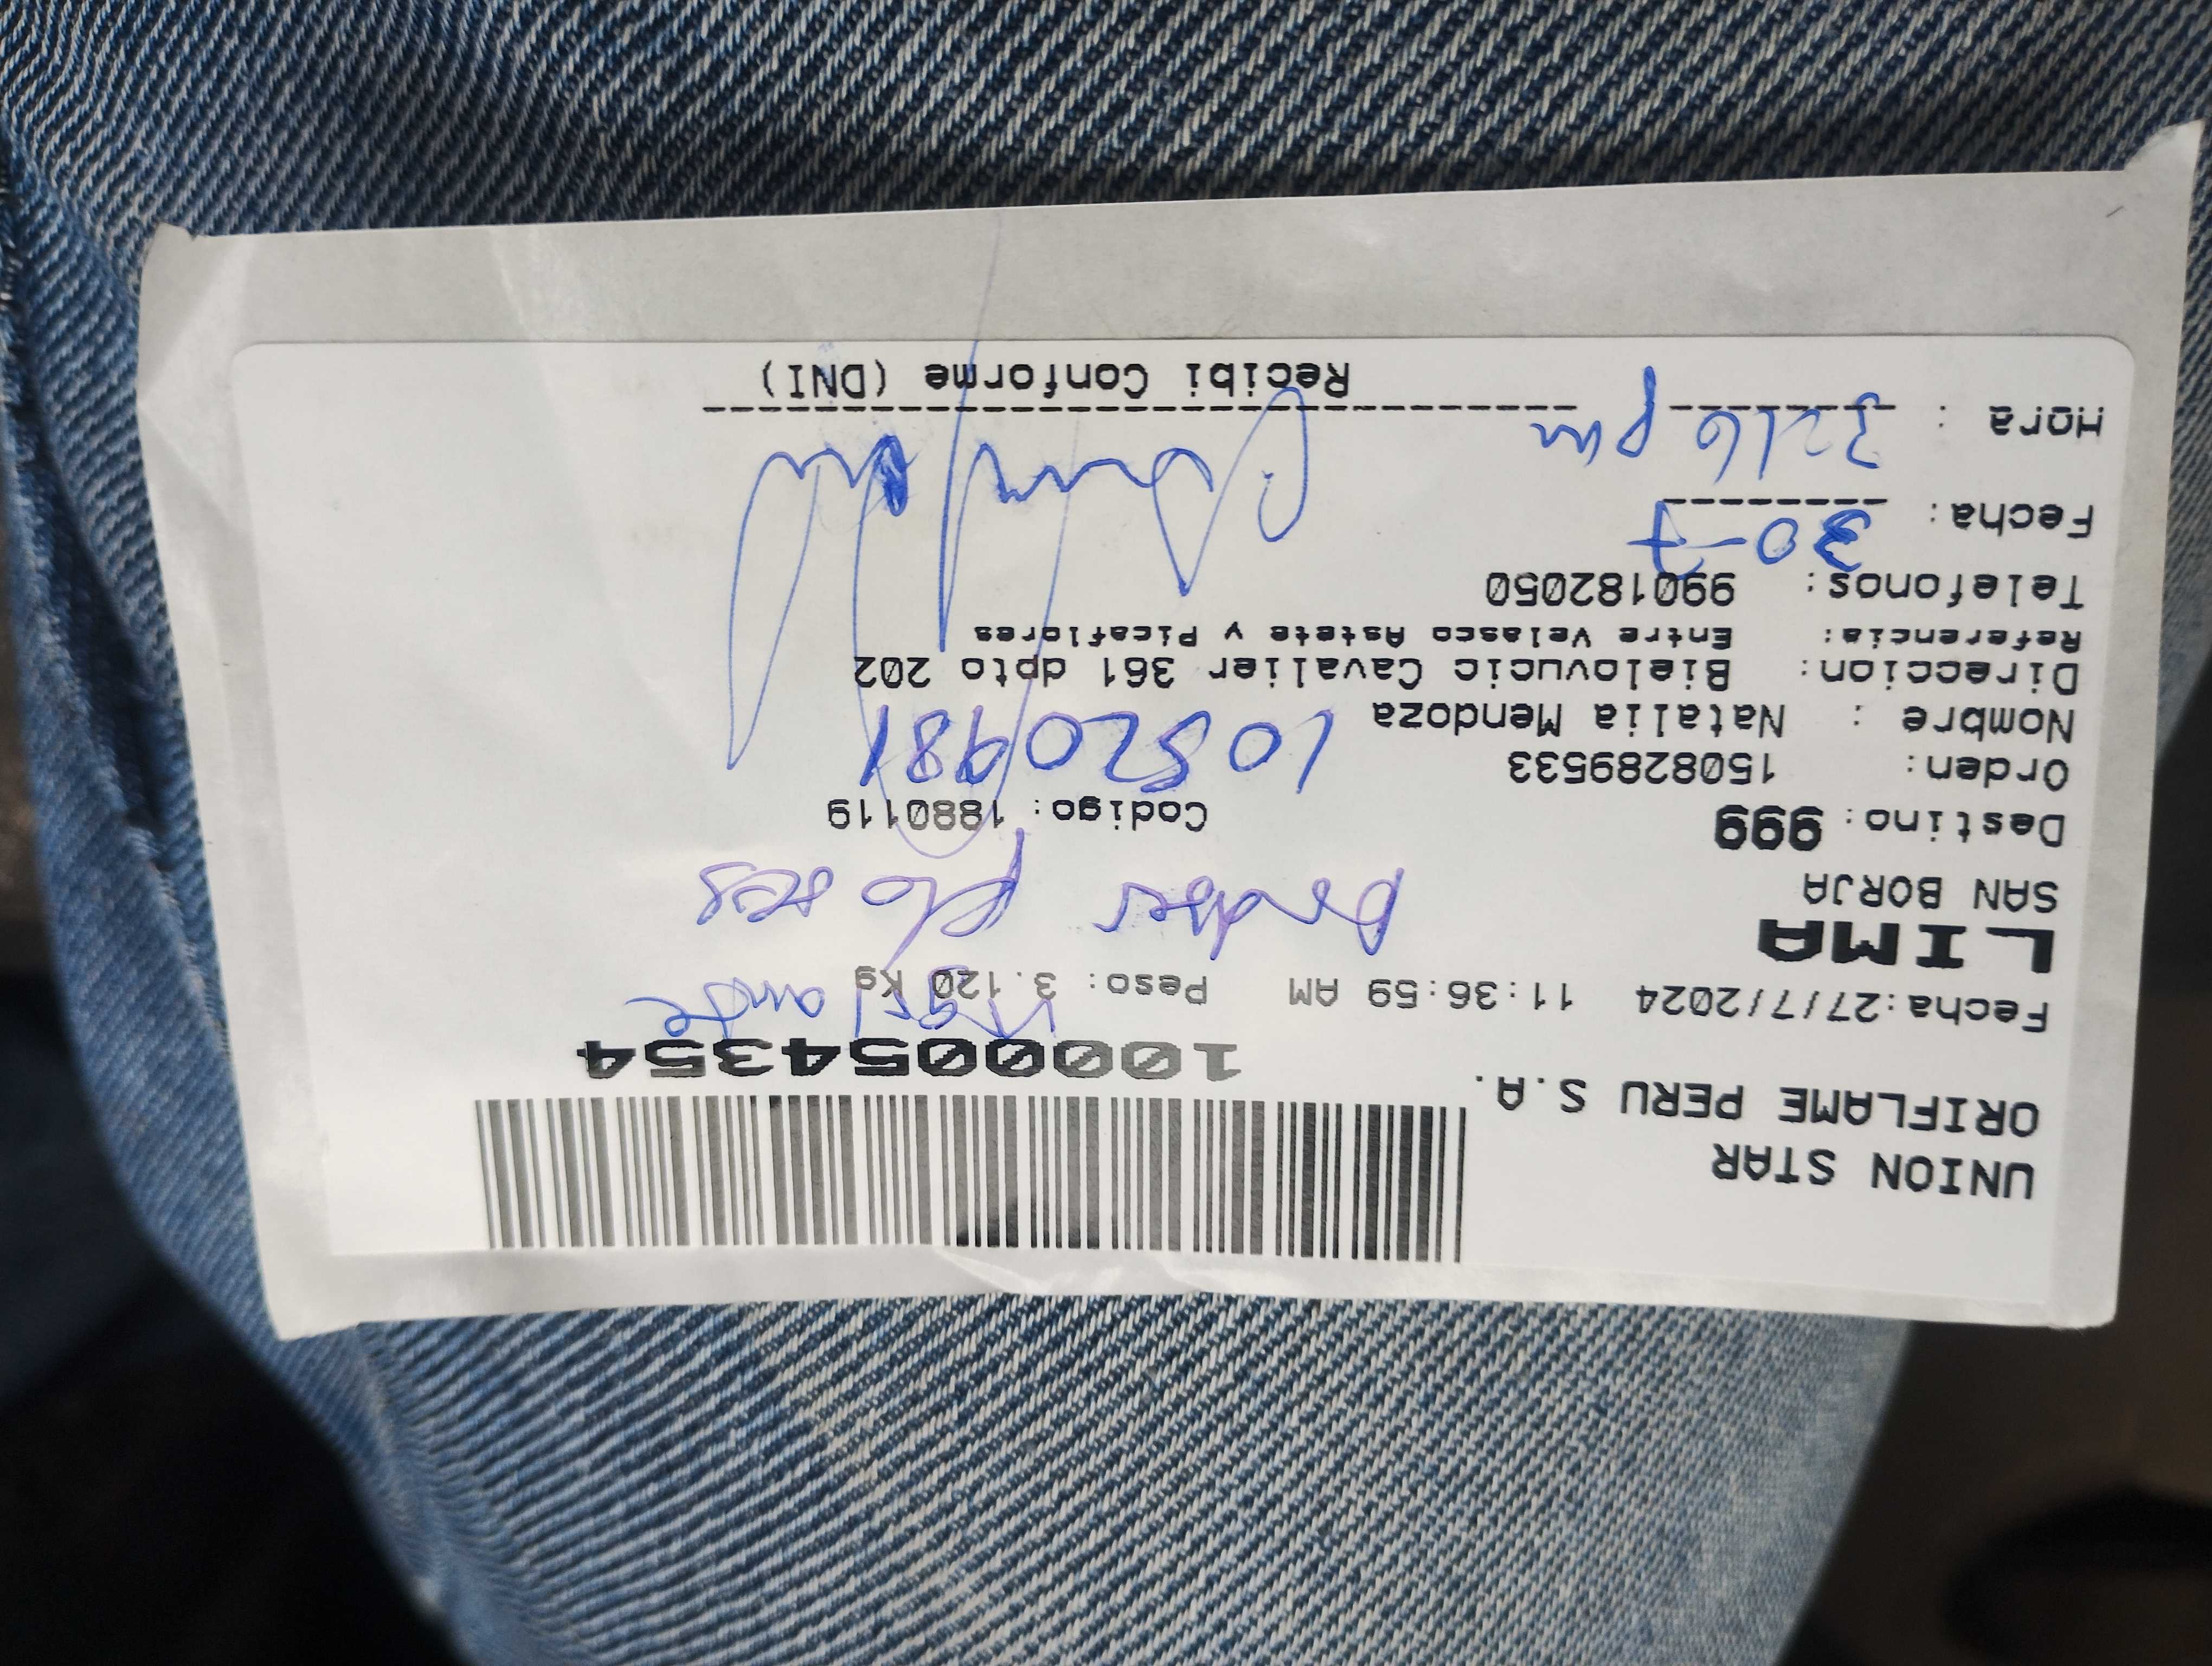 UNION STAR
ORIFLAME PERU S.A.
1000054354
Fecha:27/7/2024 11:36:59 AM Peso: 3.120 Kg
LIMA
SAN BORJA
Destino: 999 Codigo: 1880119
Orden: 1508289533
10520981
Nombre : Natalia Mendoza
Direccion: Bielovucic Cavalier 361 dpto 202
Referencia: Entre Velasco Astete y Picaflores
Telefonos: 990182050
Fecha: 30-7
Hora : 3:16 pm
Recibi Conforme (DNI)